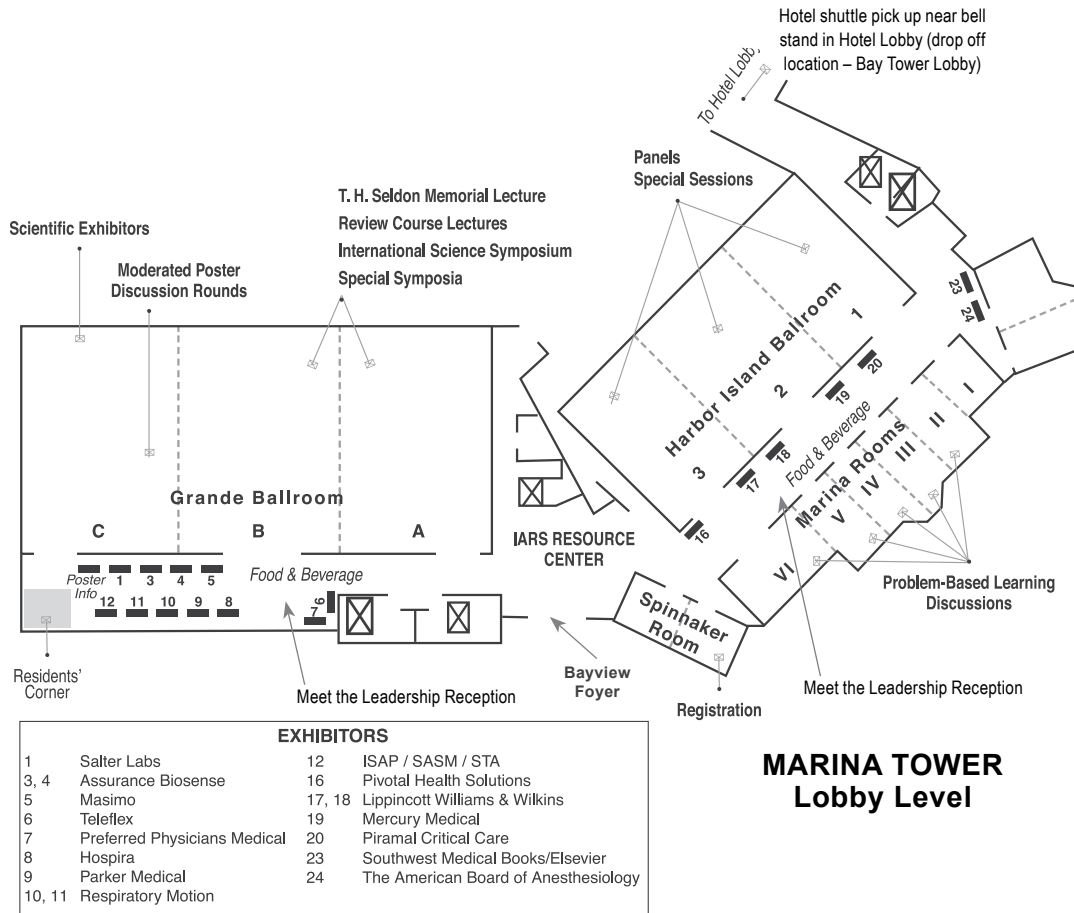 Hotel shuttle pick up near bell
stand in Hotel Lobby (drop off
location – Bay Tower Lobby)
To Hotel Lobby
Panels
Special Sessions
T. H. Seldon Memorial Lecture
Review Course Lectures
International Science Symposium
Special Symposia
Scientific Exhibitors
Moderated Poster
Discussion Rounds
23
24
Harbor Island Ballroom
1
2
3
20
19
18
17
16
Food & Beverage
Marina Rooms
I
II
III
IV
V
VI
Grande Ballroom
C
B
A
IARS RESOURCE
CENTER
Poster
Info
1
3
4
5
Food & Beverage
12
11
10
9
8
7
6
Spinnaker
Room
Problem-Based Learning
Discussions
Residents'
Corner
Meet the Leadership Reception
Bayview
Foyer
Registration
Meet the Leadership Reception
MARINA TOWER
Lobby Level
EXHIBITORS
1 Salter Labs
3, 4 Assurance Biosense
5 Masimo
6 Teleflex
7 Preferred Physicians Medical
8 Hospira
9 Parker Medical
10, 11 Respiratory Motion
12 ISAP / SASM / STA
16 Pivotal Health Solutions
17, 18 Lippincott Williams & Wilkins
19 Mercury Medical
20 Piramal Critical Care
23 Southwest Medical Books/Elsevier
24 The American Board of Anesthesiology